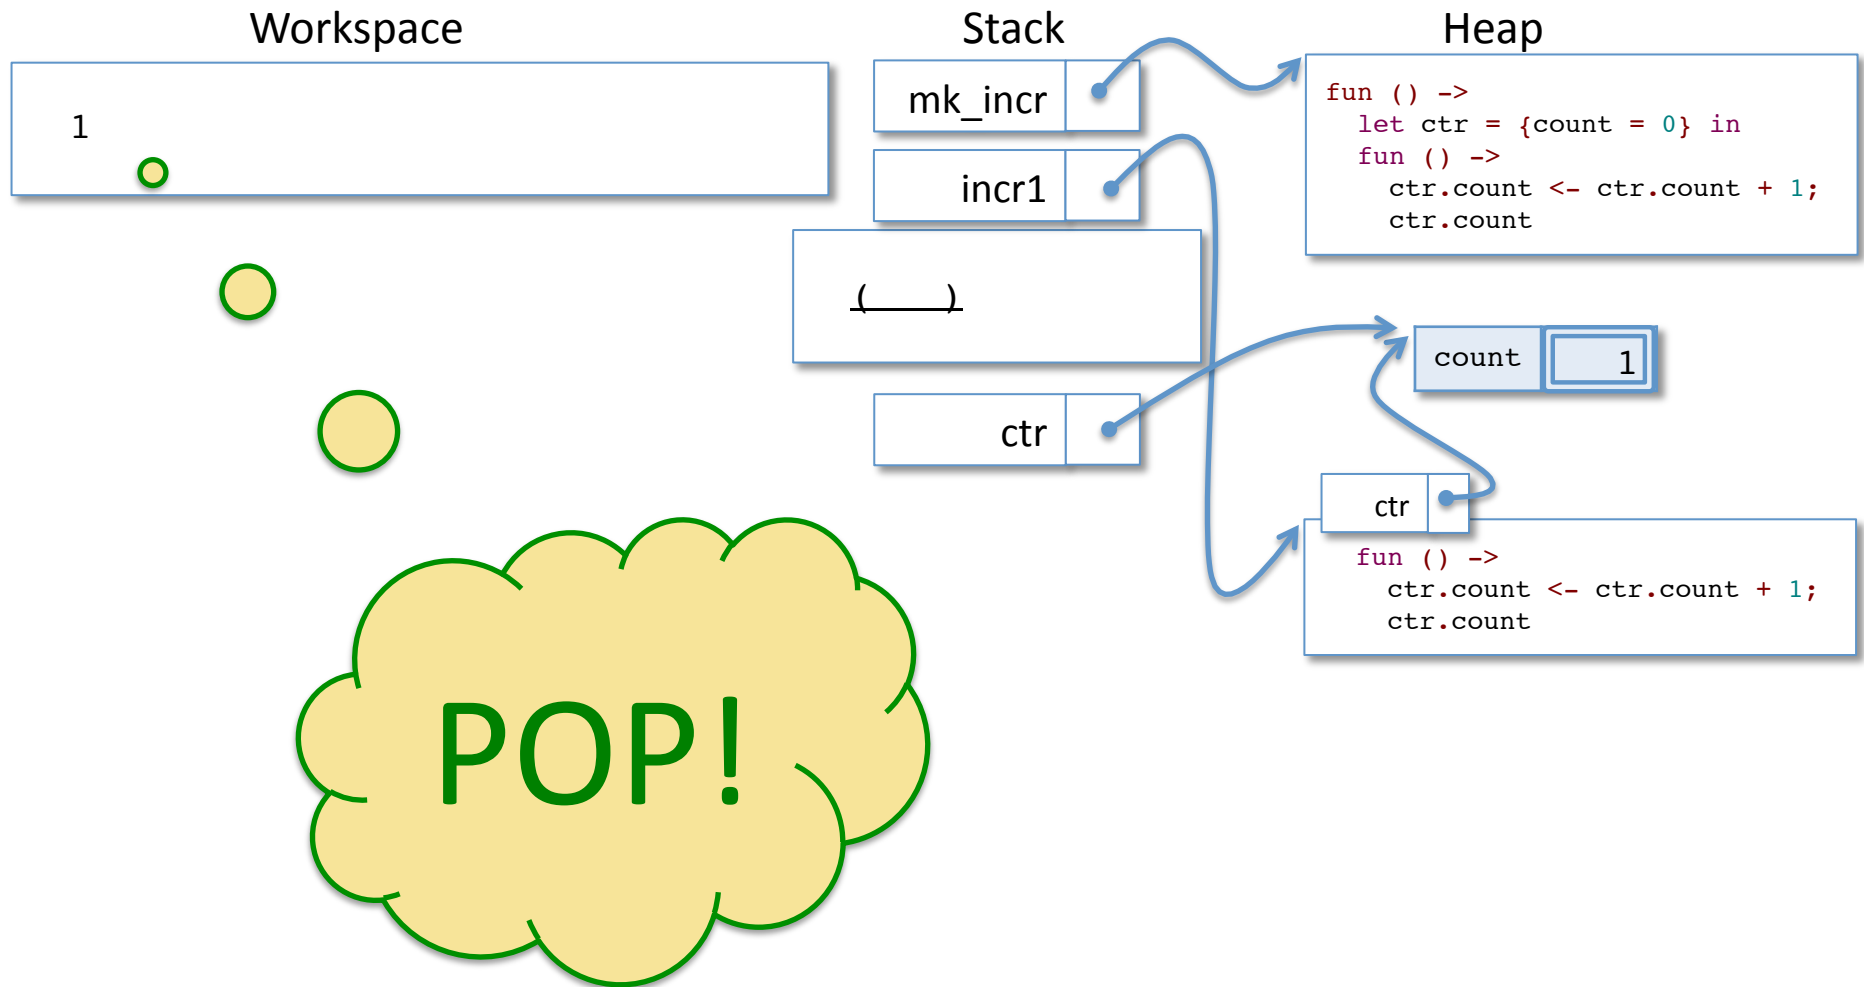 Workspace
Stack
Heap
1
mk_incr
incr1
(    )
ctr
fun () ->
let ctr = {count = 0} in
fun () ->
ctr.count <- ctr.count + 1;
ctr.count
count 1
ctr
fun () ->
ctr.count <- ctr.count + 1;
ctr.count
POP!